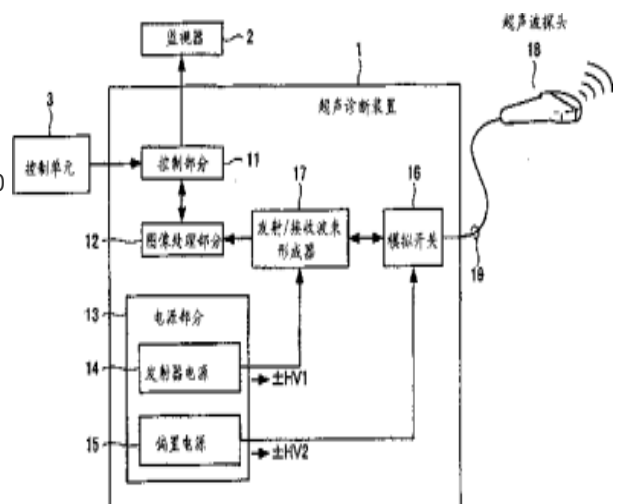 超声波探头
18
监视器
2
1
超声诊断装置
3
控制单元
控制部分
11
17
16
12
图像处理部分
发射/接收波束
形成器
模拟开关
19
13
电源部分
14
发射器电源
±HV1
15
偏置电源
±HV2